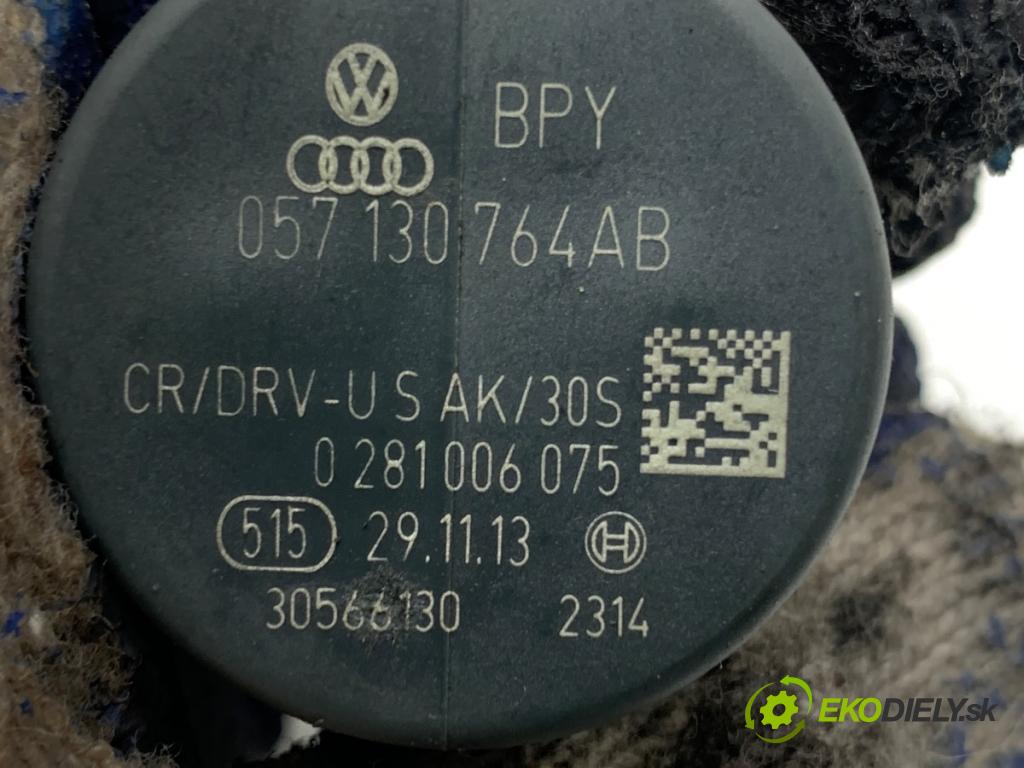 BPY
057 130 764AB
CR/DRV-U S AK/30S
0 281 006 075
515 29.11.13
30566130 2314
EKODIELY.sk